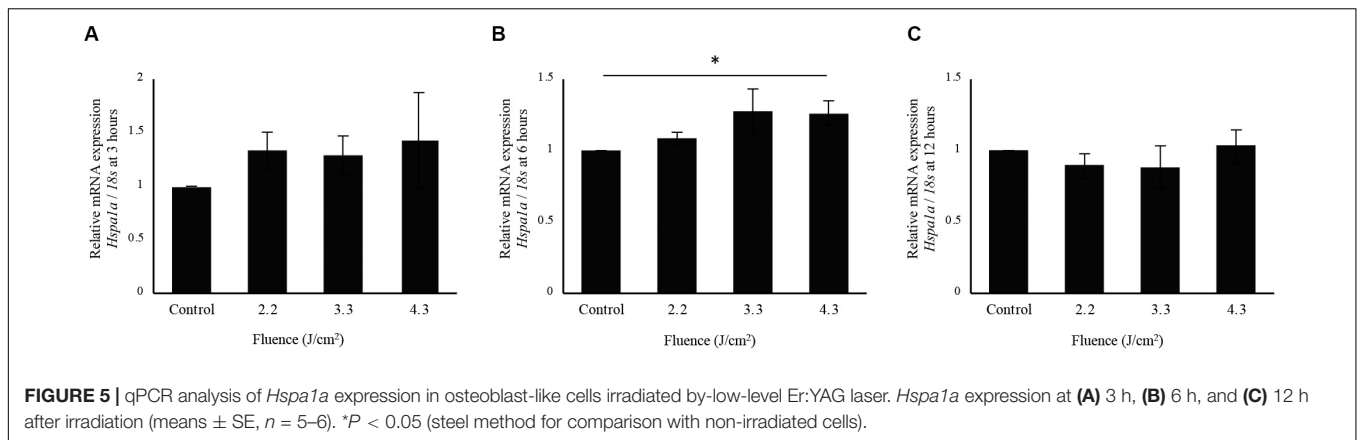 A
Relative mRNA expression
Hspa1a / 18s at 3 hours
2
1.5
1
0.5
0
Control 2.2 3.3 4.3
Fluence (J/cm²)
B
Relative mRNA expression
Hspa1a / 18s at 6 hours
1.5
1
0.5
0
*
Control 2.2 3.3 4.3
Fluence (J/cm²)
C
Relative mRNA expression
Hspa1a / 18s at 12 hours
1.5
1
0.5
0
Control 2.2 3.3 4.3
Fluence (J/cm²)
FIGURE 5 | qPCR analysis of Hspa1a expression in osteoblast-like cells irradiated by-low-level Er:YAG laser. Hspa1a expression at (A) 3 h, (B) 6 h, and (C) 12 h
after irradiation (means ± SE, n = 5–6). *P < 0.05 (steel method for comparison with non-irradiated cells).